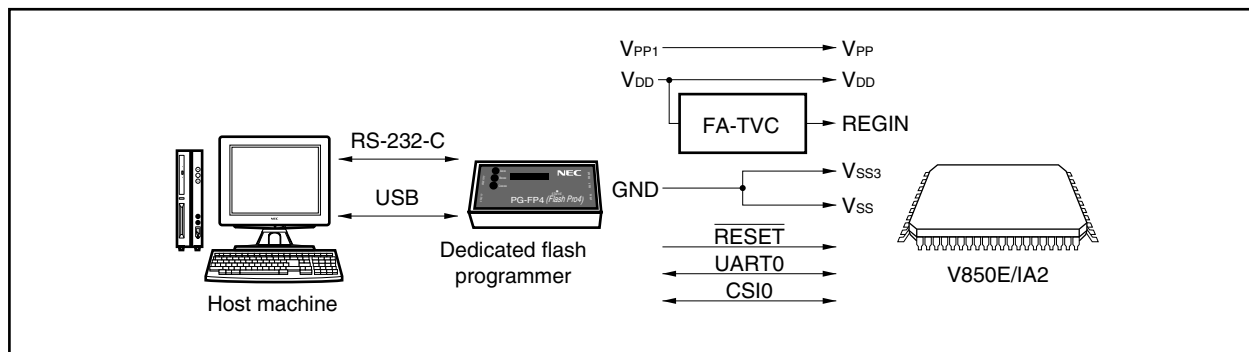 VPP1
VPP
VDD
VDD
FA-TVC
REGIN
RS-232-C
USB
NEC
PG-FP4 (Flash Pro4)
GND
VSS3
VSS
RESET
UART0
CSI0
Host machine
Dedicated flash
programmer
V850E/IA2